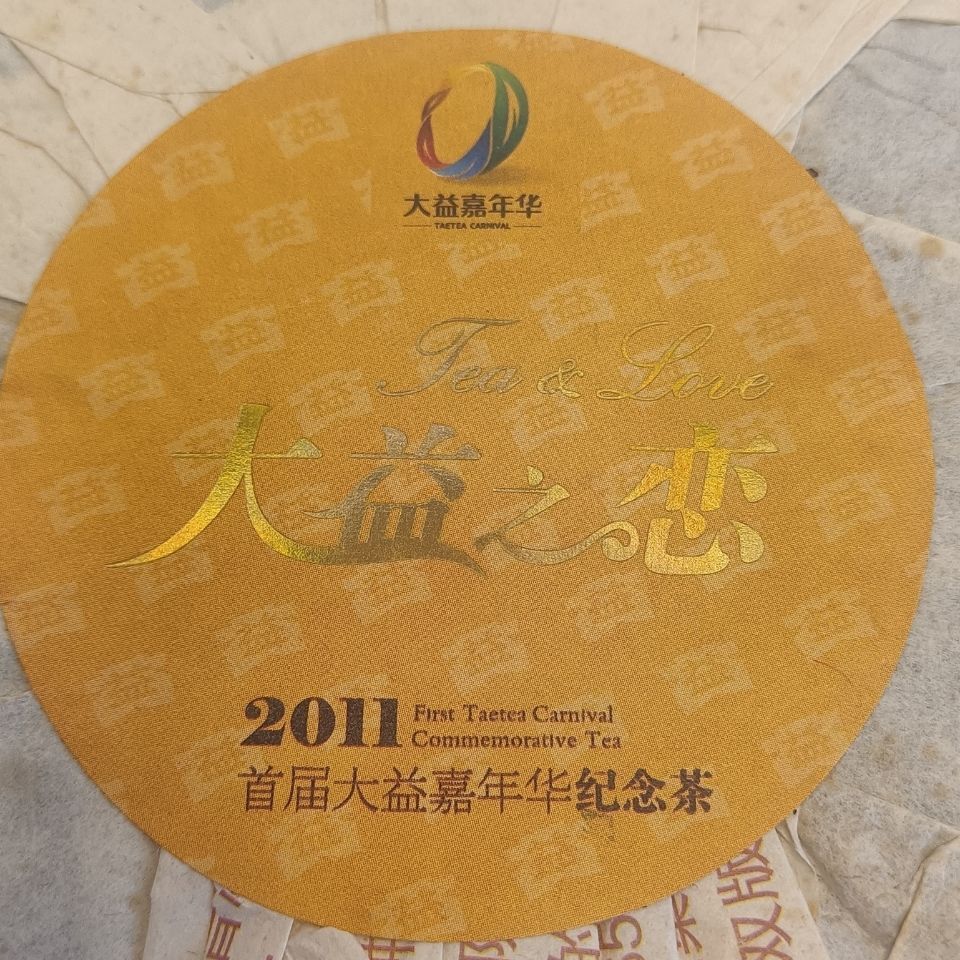 大益嘉年华
TAETEA CARNIVAL
Tea & Love
大益之恋
2011 First Taetea Carnival
Commemorative Tea
首届大益嘉年华纪念茶